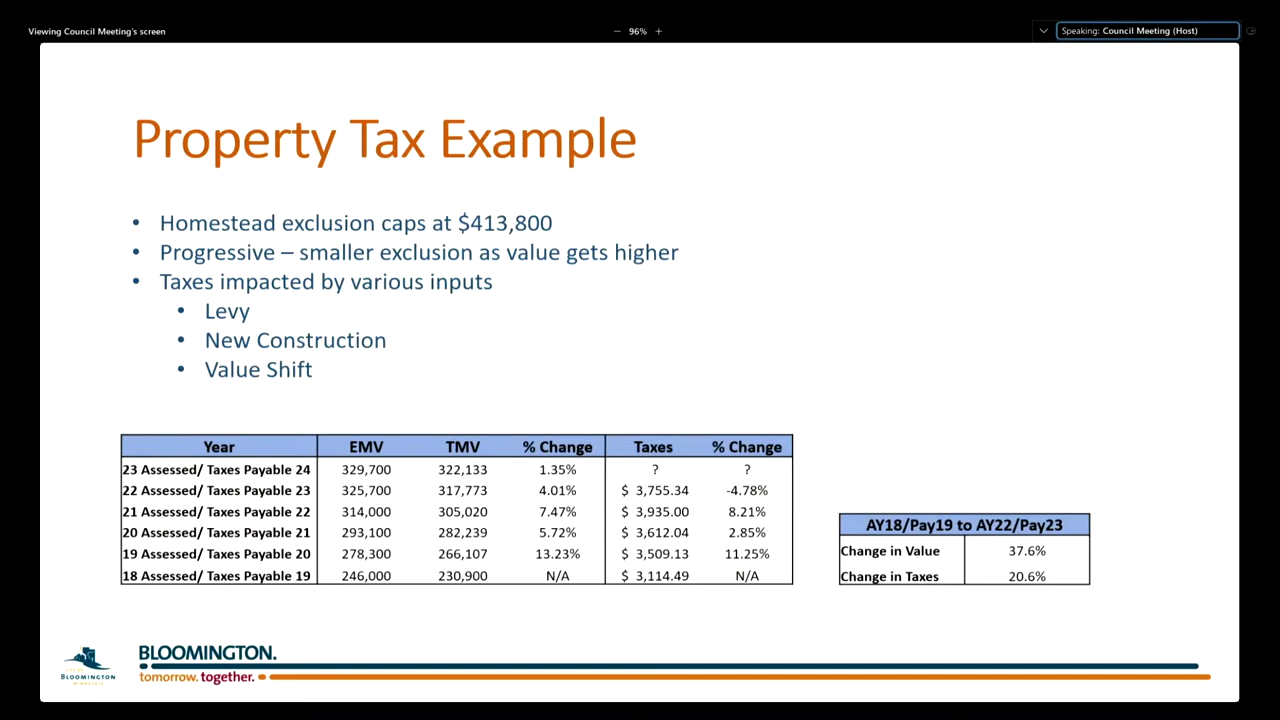 Viewing Council Meeting's screen
96%
Speaking: Council Meeting (Host)
Property Tax Example
• Homestead exclusion caps at $413,800
• Progressive – smaller exclusion as value gets higher
• Taxes impacted by various inputs
• Levy
• New Construction
• Value Shift
Year EMV TMV % Change Taxes % Change
23 Assessed/ Taxes Payable 24 329,700 322,133 1.35% ? ?
22 Assessed/ Taxes Payable 23 325,700 317,773 4.01% $ 3,755.34 -4.78%
21 Assessed/ Taxes Payable 22 314,000 305,020 7.47% $ 3,935.00 8.21%
20 Assessed/ Taxes Payable 21 293,100 282,239 5.72% $ 3,612.04 2.85%
19 Assessed/ Taxes Payable 20 278,300 266,107 13.23% $ 3,509.13 11.25%
18 Assessed/ Taxes Payable 19 246,000 230,900 N/A $ 3,114.49 N/A
AY18/Pay19 to AY22/Pay23
Change in Value 37.6%
Change in Taxes 20.6%
CITY OF
BLOOMINGTON
MINNESOTA
BLOOMINGTON.
tomorrow. together.